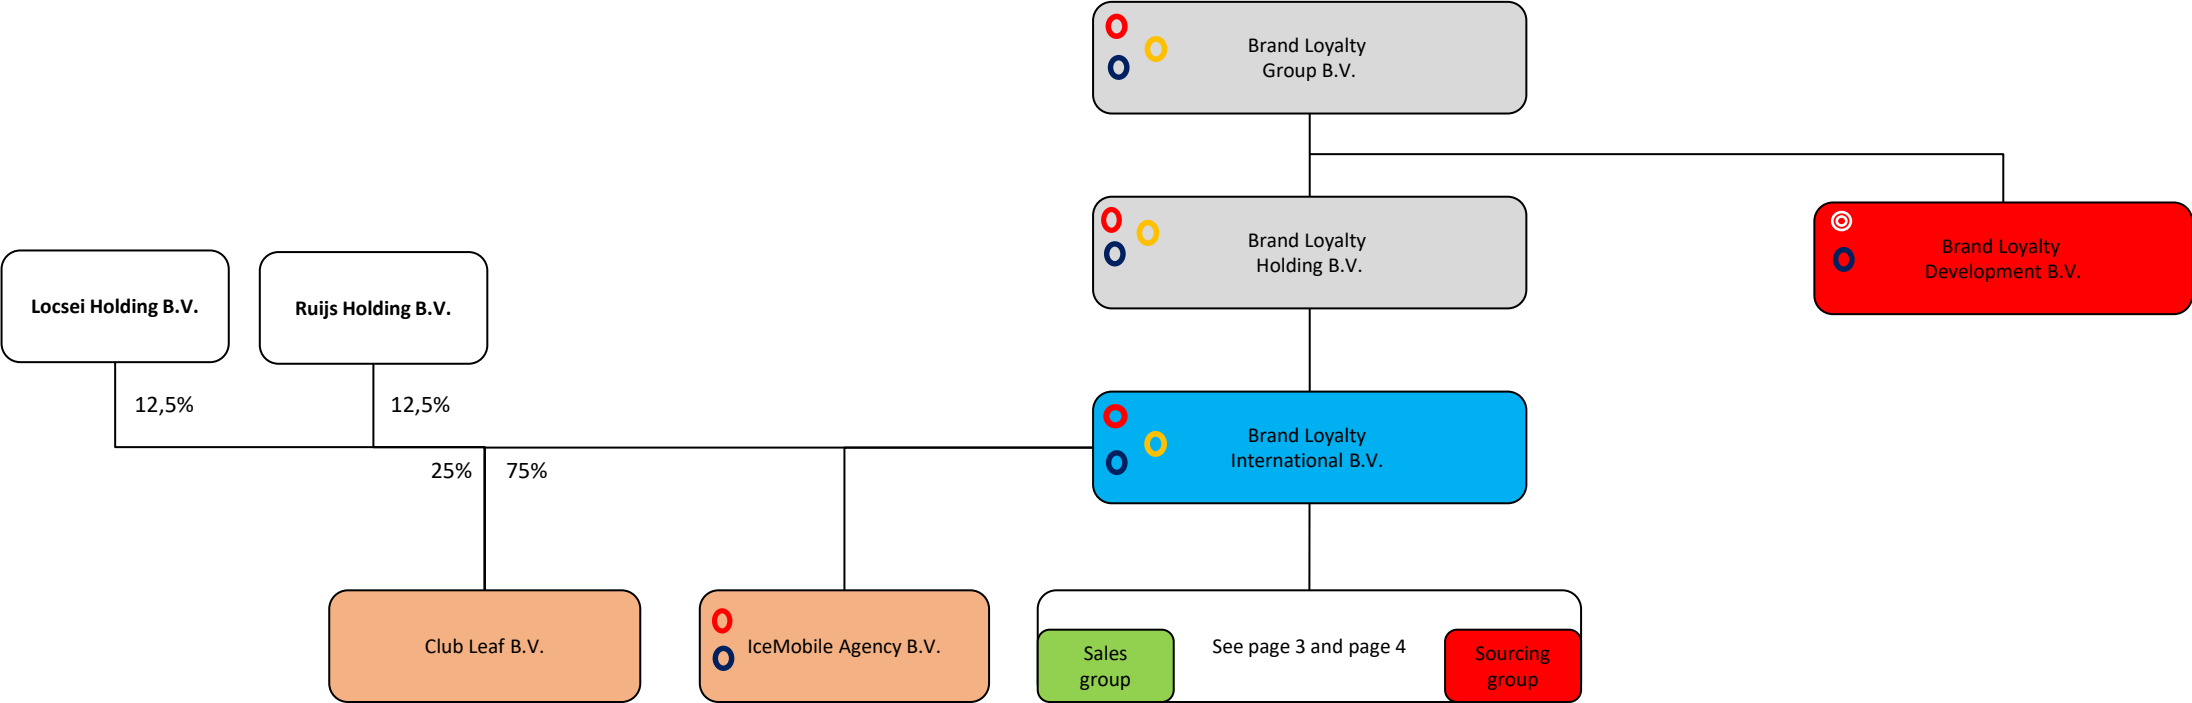 Brand Loyalty
Group B.V.
Brand Loyalty
Holding B.V.
Brand Loyalty
Development B.V.
Locsei Holding B.V.
Ruijs Holding B.V.
12,5%
12,5%
Brand Loyalty
International B.V.
25%
75%
Club Leaf B.V.
IceMobile Agency B.V.
See page 3 and page 4
Sales
group
Sourcing
group